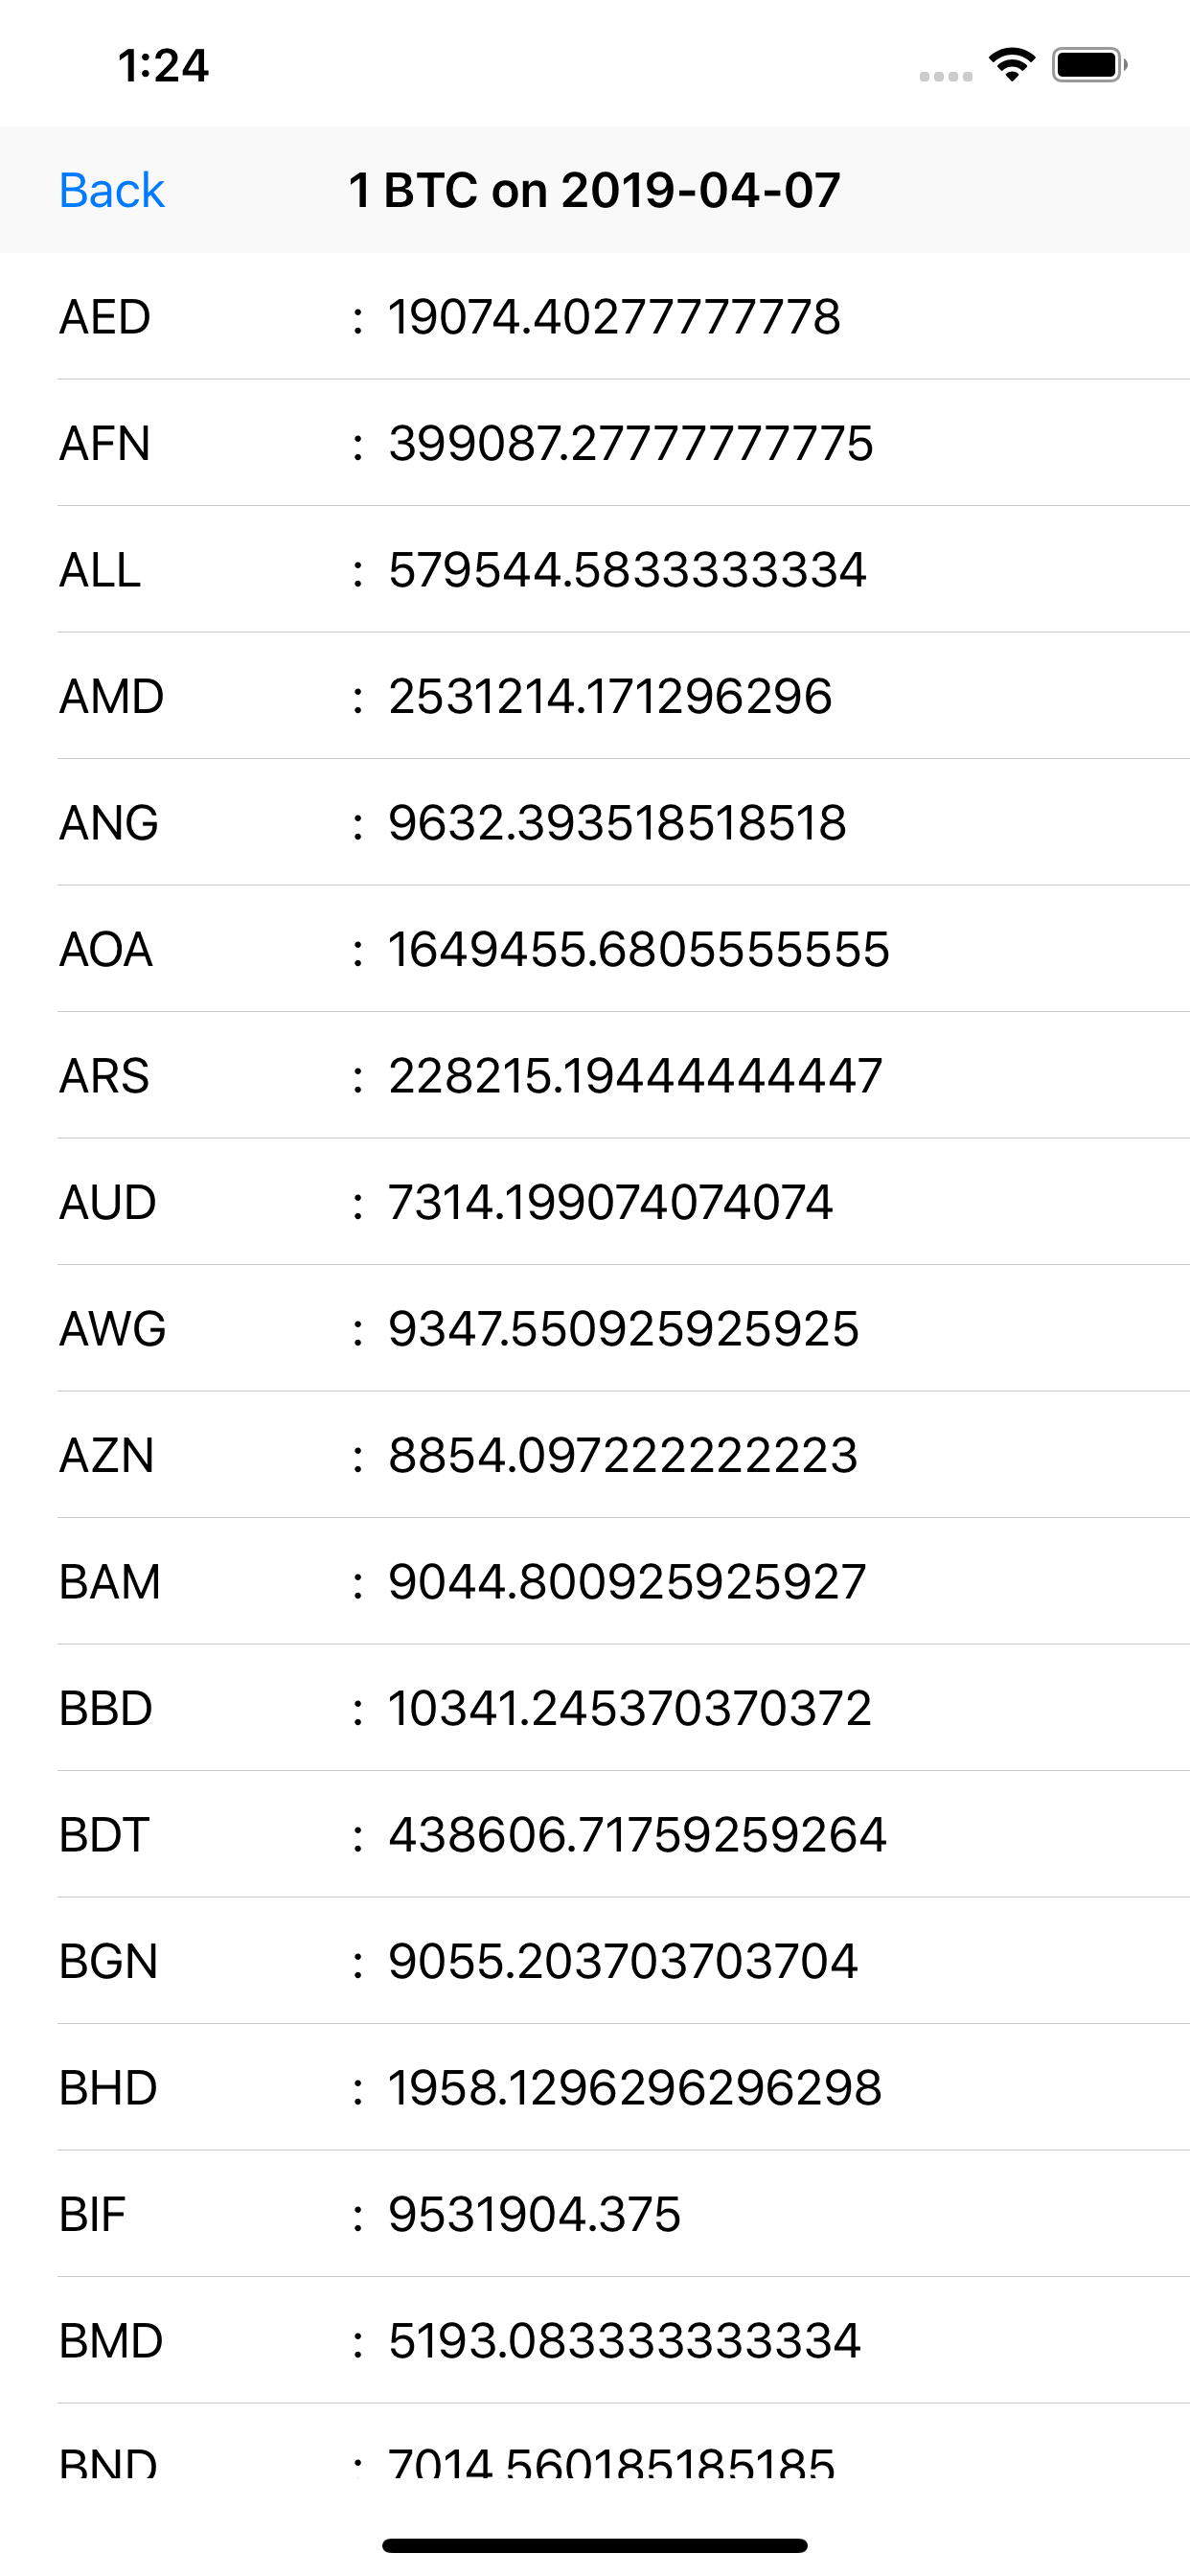 1:24
Back 1 BTC on 2019-04-07
AED : 19074.40277777778
AFN : 399087.27777777775
ALL : 579544.5833333334
AMD : 2531214.171296296
ANG : 9632.393518518518
AOA : 1649455.6805555555
ARS : 228215.19444444447
AUD : 7314.199074074074
AWG : 9347.550925925925
AZN : 8854.097222222223
BAM : 9044.800925925927
BBD : 10341.245370370372
BDT : 438606.71759259264
BGN : 9055.203703703704
BHD : 1958.1296296296298
BIF : 9531904.375
BMD : 5193.083333333334
BND : 7014.560185185185